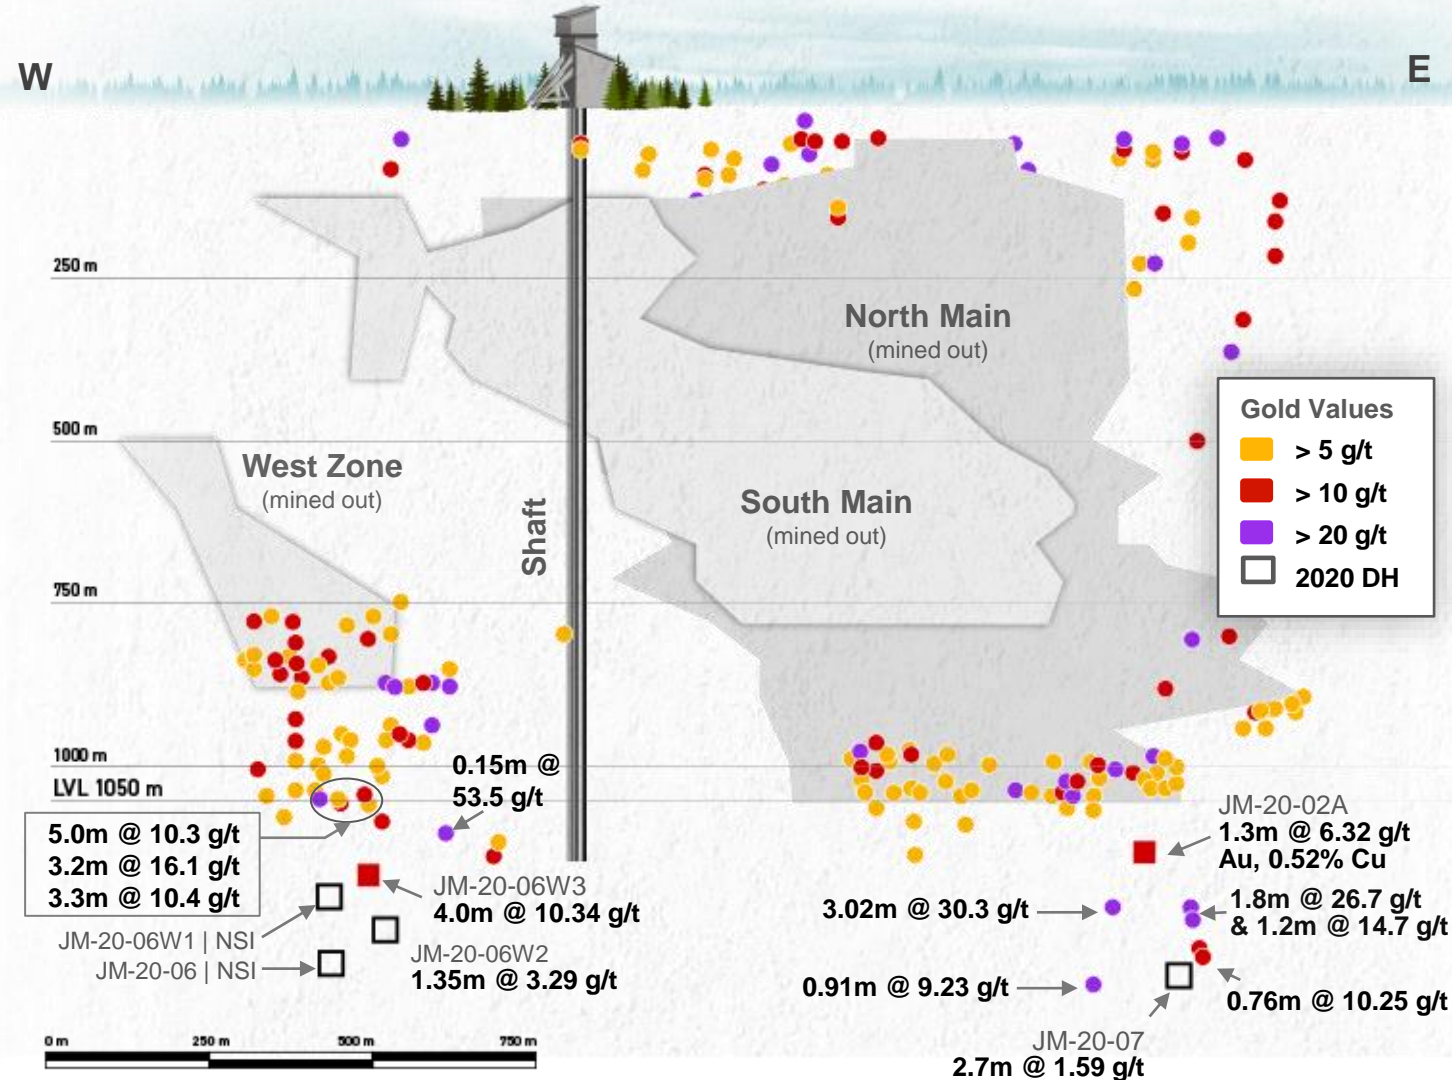 W
E
250 m
North Main
(mined out)
Gold Values
> 5 g/t
> 10 g/t
> 20 g/t
2020 DH
500 m
West Zone
(mined out)
Shaft
South Main
(mined out)
750 m
1000 m
LVL 1050 m
0.15m @
53.5 g/t
5.0m @ 10.3 g/t
3.2m @ 16.1 g/t
3.3m @ 10.4 g/t
JM-20-02A
1.3m @ 6.32 g/t
Au, 0.52% Cu
JM-20-06W3
4.0m @ 10.34 g/t
3.02m @ 30.3 g/t
1.8m @ 26.7 g/t
& 1.2m @ 14.7 g/t
JM-20-06W1 | NSI
JM-20-06 | NSI
JM-20-06W2
1.35m @ 3.29 g/t
0.91m @ 9.23 g/t
0.76m @ 10.25 g/t
JM-20-07
2.7m @ 1.59 g/t
0 m
250 m
500 m
750 m